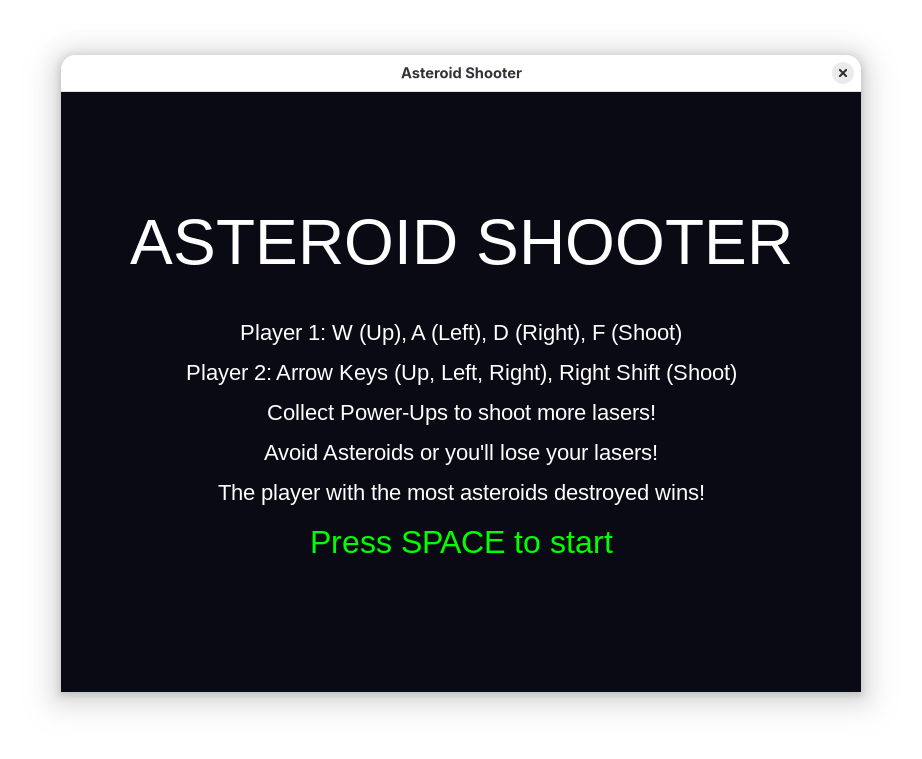 Asteroid Shooter
ASTEROID SHOOTER
Player 1: W (Up), A (Left), D (Right), F (Shoot)
Player 2: Arrow Keys (Up, Left, Right), Right Shift (Shoot)
Collect Power-Ups to shoot more lasers!
Avoid Asteroids or you'll lose your lasers!
The player with the most asteroids destroyed wins!
Press SPACE to start